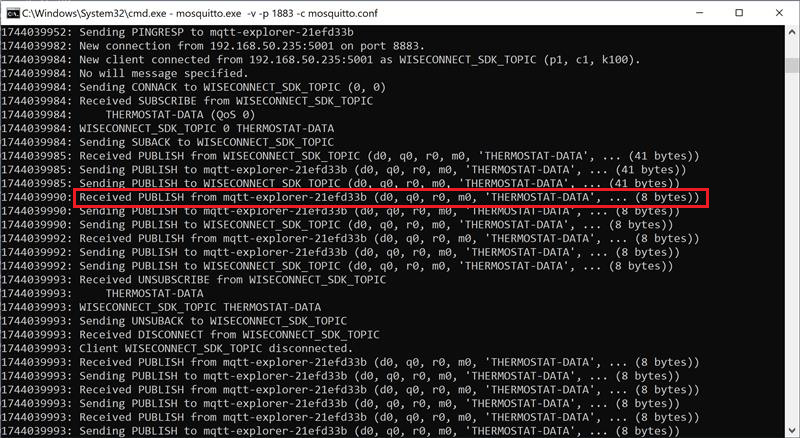 C:\Windows\System32\cmd.exe - mosquitto.exe -v -p 1883 -c mosquitto.conf
1744039952: Sending PINGRESP to mqtt-explorer-21efd33b
1744039982: New connection from 192.168.50.235:5001 on port 8883.
1744039984: New client connected from 192.168.50.235:5001 as WISECONNECT_SDK_TOPIC (p1, c1, k100).
1744039984: No will message specified.
1744039984: Sending CONNACK to WISECONNECT_SDK_TOPIC (0, 0)
1744039984: Received SUBSCRIBE from WISECONNECT_SDK_TOPIC
1744039984: THERMOSTAT-DATA (QoS 0)
1744039984: WISECONNECT_SDK_TOPIC 0 THERMOSTAT-DATA
1744039984: Sending SUBACK to WISECONNECT_SDK_TOPIC
1744039985: Received PUBLISH from WISECONNECT_SDK_TOPIC (d0, q0, r0, m0, 'THERMOSTAT-DATA', ... (41 bytes))
1744039985: Sending PUBLISH to mqtt-explorer-21efd33b (d0, q0, r0, m0, 'THERMOSTAT-DATA', ... (41 bytes))
1744039985: Sending PUBLISH to WISECONNECT_SDK_TOPIC (d0, q0, r0, m0, 'THERMOSTAT-DATA', ... (41 bytes))
1744039990: Received PUBLISH from mqtt-explorer-21efd33b (d0, q0, r0, m0, 'THERMOSTAT-DATA', ... (8 bytes))
1744039990: Sending PUBLISH to mqtt-explorer-21efd33b (d0, q0, r0, m0, 'THERMOSTAT-DATA', ... (8 bytes))
1744039990: Sending PUBLISH to WISECONNECT_SDK_TOPIC (d0, q0, r0, m0, 'THERMOSTAT-DATA', ... (8 bytes))
1744039992: Received PUBLISH from mqtt-explorer-21efd33b (d0, q0, r0, m0, 'THERMOSTAT-DATA', ... (8 bytes))
1744039992: Sending PUBLISH to mqtt-explorer-21efd33b (d0, q0, r0, m0, 'THERMOSTAT-DATA', ... (8 bytes))
1744039992: Sending PUBLISH to WISECONNECT_SDK_TOPIC (d0, q0, r0, m0, 'THERMOSTAT-DATA', ... (8 bytes))
1744039993: Received UNSUBSCRIBE from WISECONNECT_SDK_TOPIC
1744039993: THERMOSTAT-DATA
1744039993: WISECONNECT_SDK_TOPIC THERMOSTAT-DATA
1744039993: Sending UNSUBACK to WISECONNECT_SDK_TOPIC
1744039993: Received DISCONNECT from WISECONNECT_SDK_TOPIC
1744039993: Client WISECONNECT_SDK_TOPIC disconnected.
1744039993: Received PUBLISH from mqtt-explorer-21efd33b (d0, q0, r0, m0, 'THERMOSTAT-DATA', ... (8 bytes))
1744039993: Sending PUBLISH to mqtt-explorer-21efd33b (d0, q0, r0, m0, 'THERMOSTAT-DATA', ... (8 bytes))
1744039993: Received PUBLISH from mqtt-explorer-21efd33b (d0, q0, r0, m0, 'THERMOSTAT-DATA', ... (8 bytes))
1744039993: Sending PUBLISH to mqtt-explorer-21efd33b (d0, q0, r0, m0, 'THERMOSTAT-DATA', ... (8 bytes))
1744039993: Received PUBLISH from mqtt-explorer-21efd33b (d0, q0, r0, m0, 'THERMOSTAT-DATA', ... (8 bytes))
1744039993: Sending PUBLISH to mqtt-explorer-21efd33b (d0, q0, r0, m0, 'THERMOSTAT-DATA', ... (8 bytes))